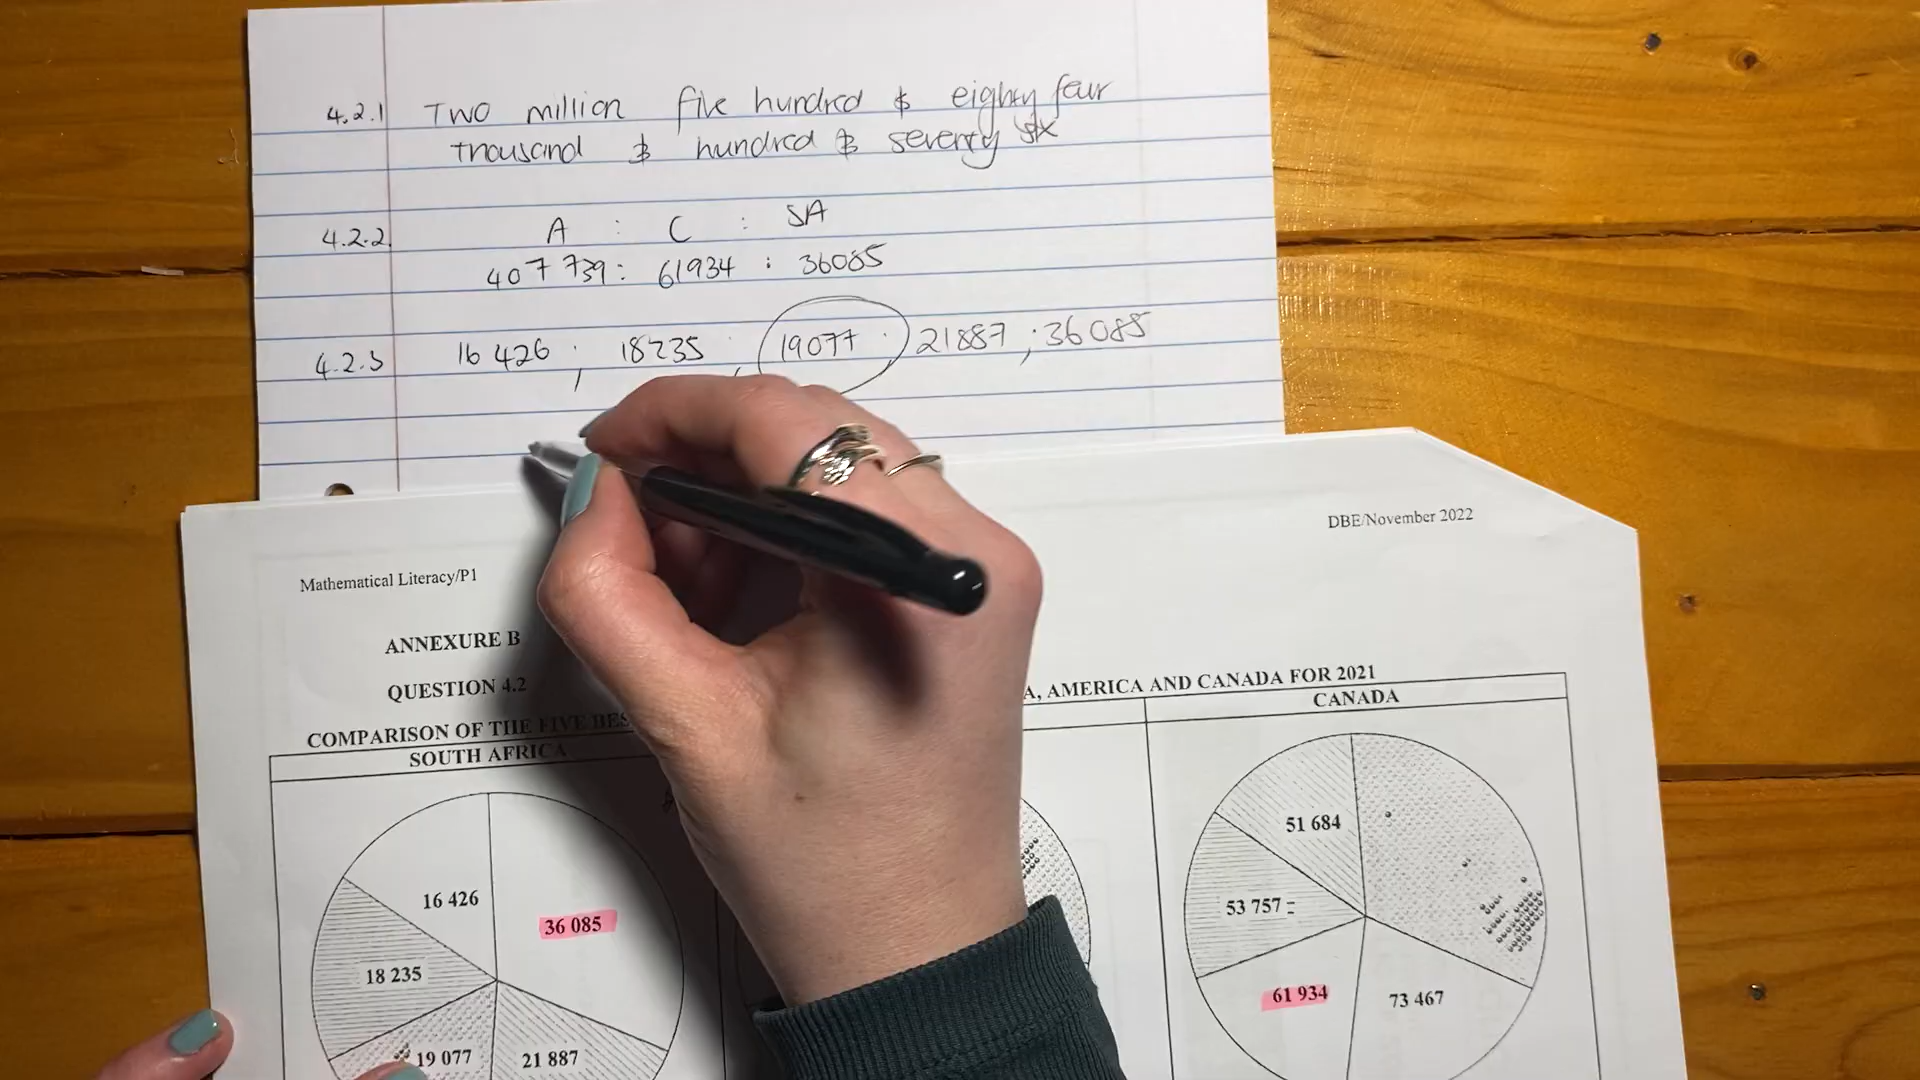 4.2.1 Two million five hundred & eighty four
thousand & hundred & seventy six
4.2.2. A : C : SA
407 739 : 61934 : 36085
4.2.3 16 426 ; 18235 ; 19077 ; 21887 ; 36085
DBE/November 2022
Mathematical Literacy/P1
ANNEXURE B
QUESTION 4.2
COMPARISON OF THE FIVE BES A, AMERICA AND CANADA FOR 2021
SOUTH AFRICA
CANADA
16 426
36 085
18 235
19 077
21 887
51 684
53 757
61 934
73 467